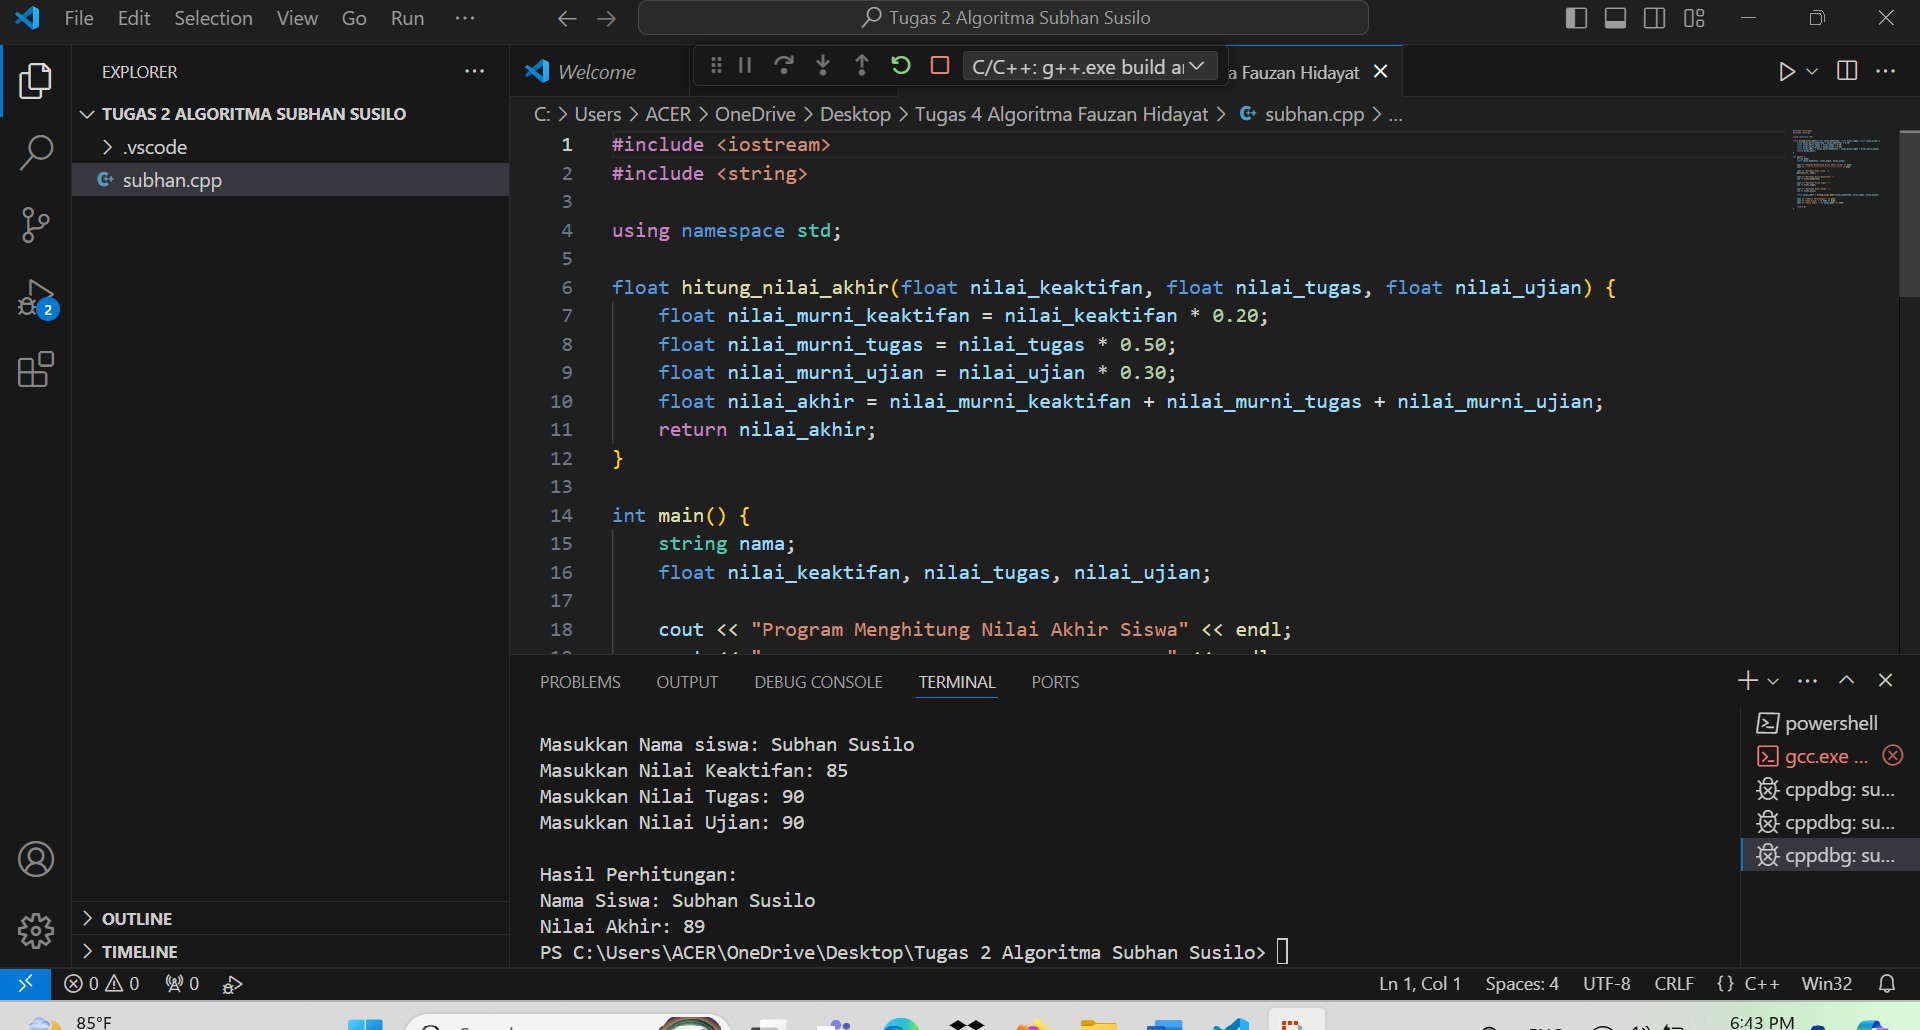 File Edit Selection View Go Run ... Tugas 2 Algoritma Subhan Susilo
EXPLORER
TUGAS 2 ALGORITMA SUBHAN SUSILO
.vscode
subhan.cpp
2
OUTLINE
TIMELINE
Welcome C/C++: g++.exe build a Fauzan Hidayat
C: > Users > ACER > OneDrive > Desktop > Tugas 4 Algoritma Fauzan Hidayat > subhan.cpp > ...
1 #include <iostream>
2 #include <string>
3
4 using namespace std;
5
6 float hitung_nilai_akhir(float nilai_keaktifan, float nilai_tugas, float nilai_ujian) {
7 float nilai_murni_keaktifan = nilai_keaktifan * 0.20;
8 float nilai_murni_tugas = nilai_tugas * 0.50;
9 float nilai_murni_ujian = nilai_ujian * 0.30;
10 float nilai_akhir = nilai_murni_keaktifan + nilai_murni_tugas + nilai_murni_ujian;
11 return nilai_akhir;
12 }
13
14 int main() {
15 string nama;
16 float nilai_keaktifan, nilai_tugas, nilai_ujian;
17
18 cout << "Program Menghitung Nilai Akhir Siswa" << endl;
PROBLEMS OUTPUT DEBUG CONSOLE TERMINAL PORTS
Masukkan Nama siswa: Subhan Susilo
Masukkan Nilai Keaktifan: 85
Masukkan Nilai Tugas: 90
Masukkan Nilai Ujian: 90
Hasil Perhitungan:
Nama Siswa: Subhan Susilo
Nilai Akhir: 89
PS C:\Users\ACER\OneDrive\Desktop\Tugas 2 Algoritma Subhan Susilo>
powershell
gcc.exe ...
cppdbg: su...
cppdbg: su...
cppdbg: su...
0 0 0 Ln 1, Col 1 Spaces: 4 UTF-8 CRLF {} C++ Win32
85°F 6:43 PM